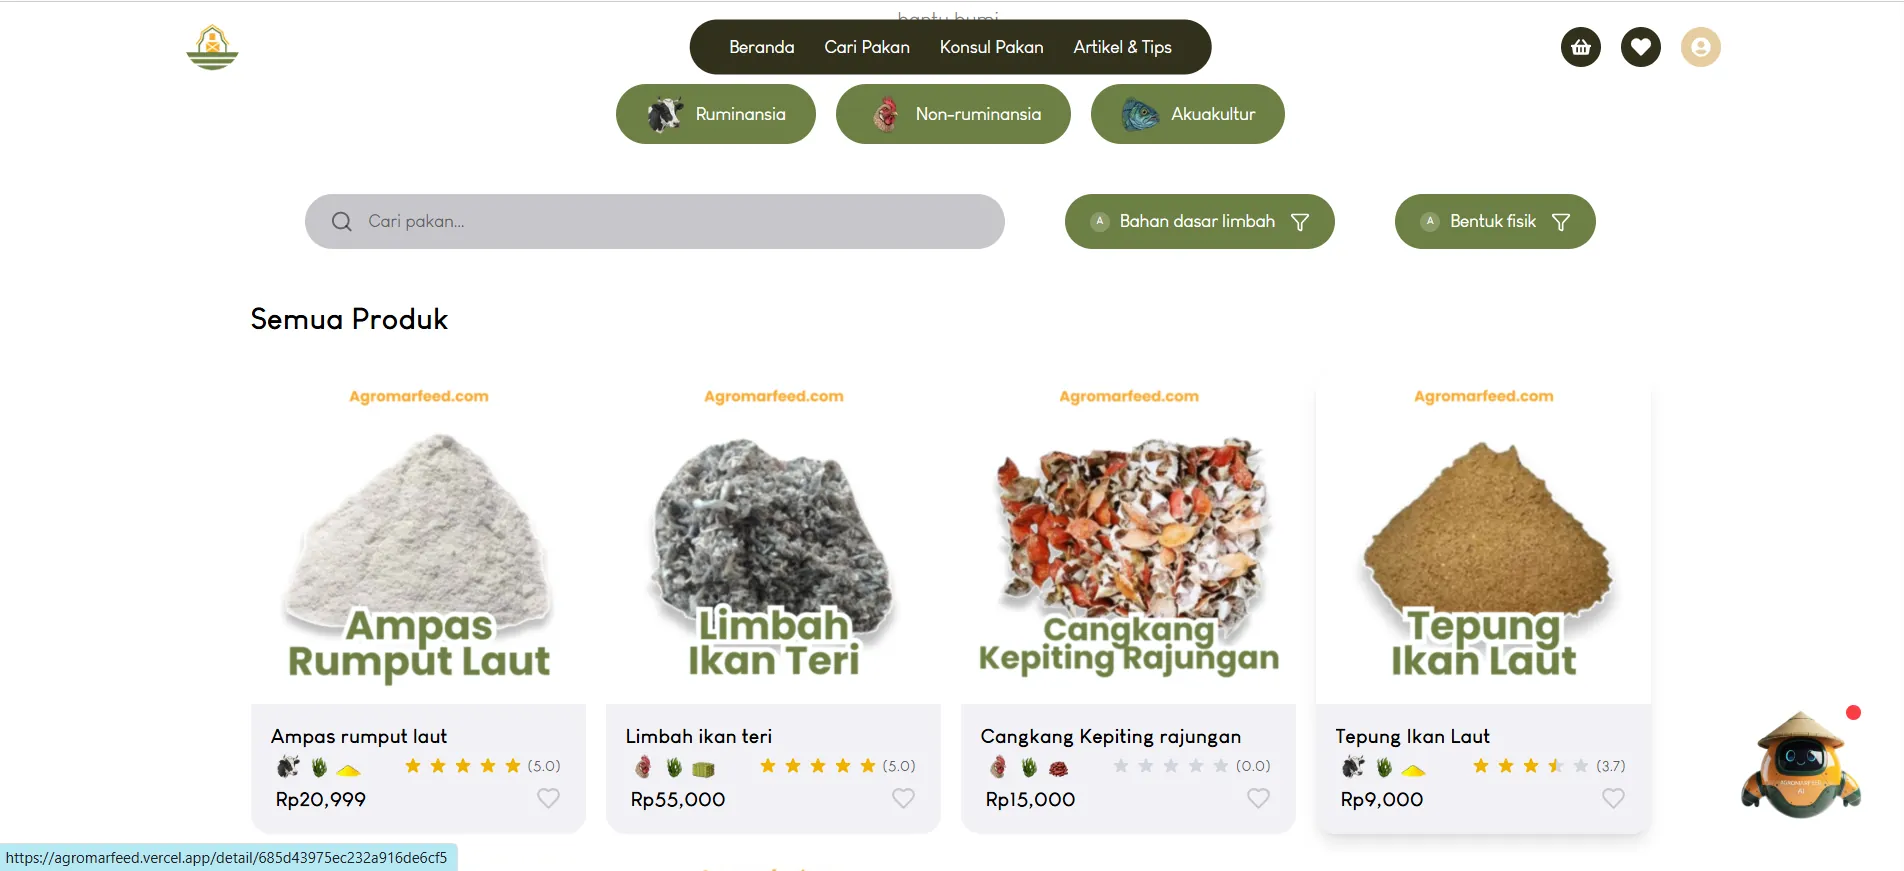 bantu bumi
Beranda Cari Pakan Konsul Pakan Artikel & Tips
Ruminansia Non-ruminansia Akuakultur
Cari pakan...
A Bahan dasar limbah
A Bentuk fisik
Semua Produk
Agromarfeed.com
Ampas
Rumput Laut
Ampas rumput laut
(5.0)
Rp20,999
Agromarfeed.com
Limbah
Ikan Teri
Limbah ikan teri
(5.0)
Rp55,000
Agromarfeed.com
Cangkang
Kepiting Rajungan
Cangkang Kepiting rajungan
(0.0)
Rp15,000
Agromarfeed.com
Tepung
Ikan Laut
Tepung Ikan Laut
(3.7)
Rp9,000
AGROMARFEED
AI
https://agromarfeed.vercel.app/detail/685d43975ec232a916de6cf5